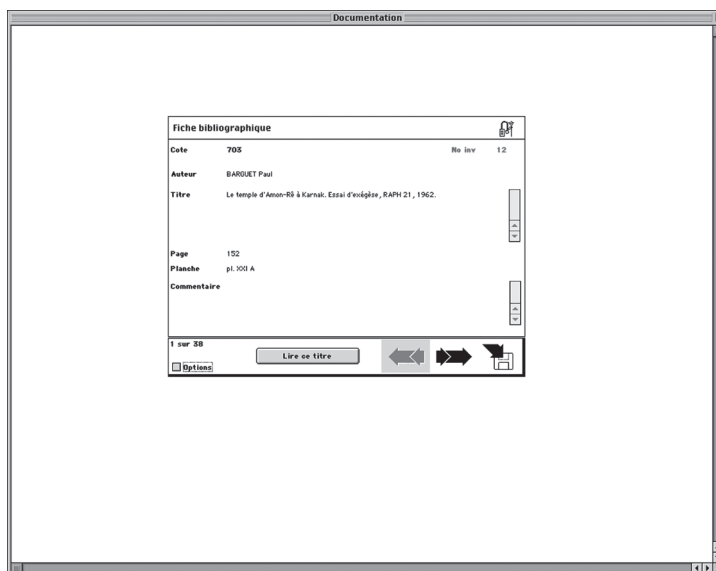 Documentation
Fiche bibliographique
Cote 703 No inv 12
Auteur BARGUET Paul
Titre Le temple d'Amon-Rê à Karnak. Essai d'exégèse, RAPH 21, 1962.
Page 152
Planche pl. XXI A
Commentaire
1 sur 38
Lire ce titre
Options